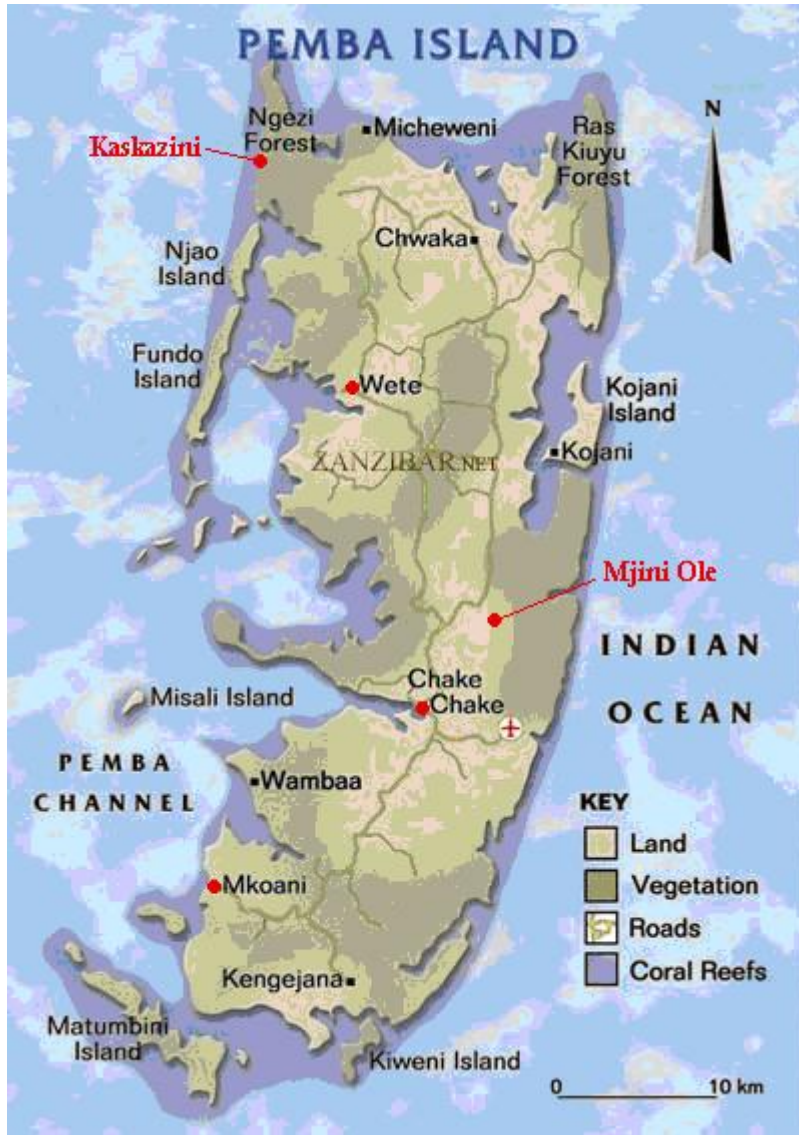 PEMBA ISLAND
Ngezi
Forest
Kaskazini
Micheweni
Ras
Kiuyu
Forest
N
Chwaka
Njao
Island
Fundo
Island
Wete
Kojani
Island
Kojani
ZANZIBAR.NET
Mjini Ole
INDIAN
OCEAN
Chake
Chake
Misali Island
PEMBA
CHANNEL
Wambaa
KEY
Land
Vegetation
Roads
Coral Reefs
Mkoani
Kengejana
Matumbini
Island
Kiweni Island
0 10 km